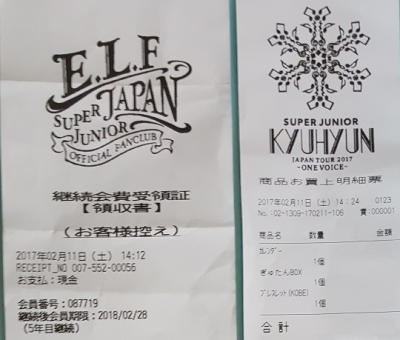 E.L.F
SUPER JUNIOR
JAPAN
OFFICIAL FANCLUB
継続会費受領証
【領収書】
(お客様控え)
2017年02月11日(土) 14:12
RECEIPT_NO 007-552-00056
お支払:現金
会員番号:087719
継続後会員期限:2018/02/28
(5年目継続)
SUPER JUNIOR
KYUHYUN
JAPAN TOUR 2017
~ONE VOICE~
商品お買上明細票
2017年02月11日(土) 14:24 0123
No.:02-1309-170211-106 責:000001
商品名 数量 金額
カレンダー
1個
ぎゅたんBOX
1個
ブレスレット(KOBE)
1個
合計